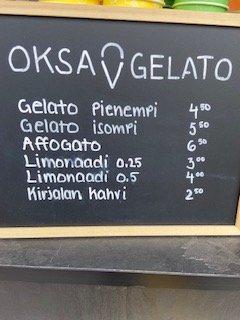 OKSA GELATO
Gelato pienempi 4 50
Gelato isompi 5 50
Affogato 6 50
Limonaadi 0.25 3 00
Limonaadi 0.5 4 00
Kirjalan kahvi 2 50